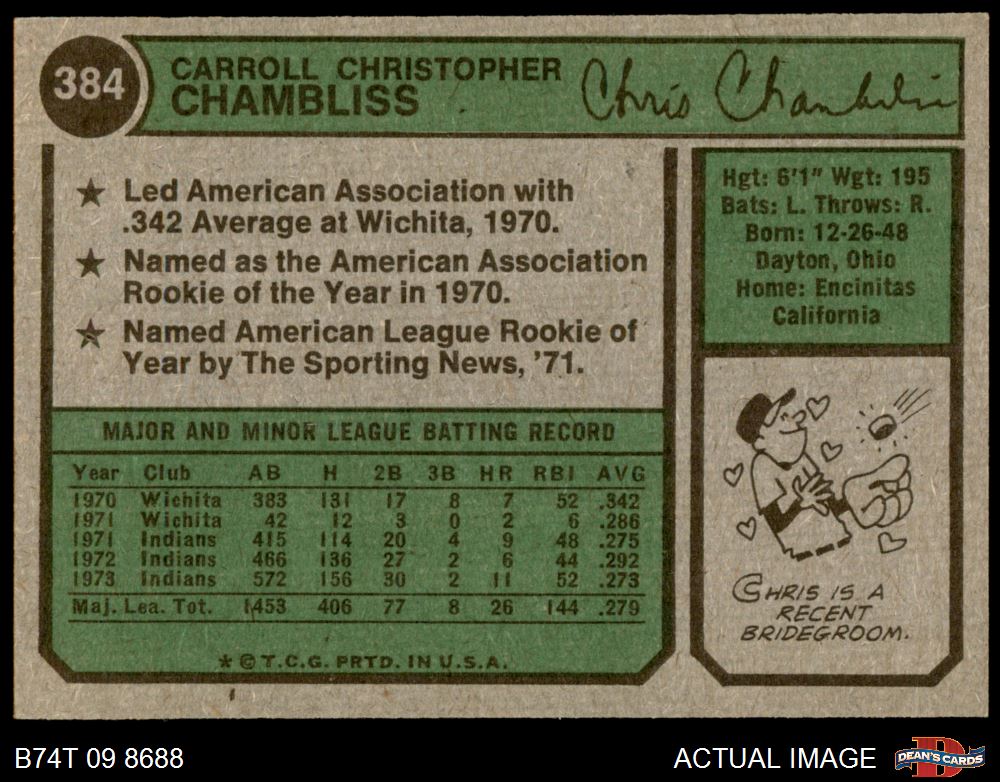 384
CARROLL CHRISTOPHER
CHAMBLISS
Chris Chambliss
★ Led American Association with
.342 Average at Wichita, 1970.
★ Named as the American Association
Rookie of the Year in 1970.
★ Named American League Rookie of
Year by The Sporting News, '71.
Hgt: 6'1" Wgt: 195
Bats: L. Throws: R.
Born: 12-26-48
Dayton, Ohio
Home: Encinitas
California
MAJOR AND MINOR LEAGUE BATTING RECORD
Year Club AB H 2B 3B HR RBI AVG
1970 Wichita 383 131 17 8 7 52 .342
1971 Wichita 42 12 3 0 2 6 .286
1971 Indians 415 114 20 4 9 48 .275
1972 Indians 466 136 27 2 6 44 .292
1973 Indians 572 156 30 2 11 52 .273
Maj. Lea. Tot. 1453 406 77 8 26 144 .279
* © T.C.G. PRTD. IN U.S.A.
CHRIS IS A
RECENT
BRIDEGROOM.
B74T 09 8688
ACTUAL IMAGE
D
DEAN'S CARDS